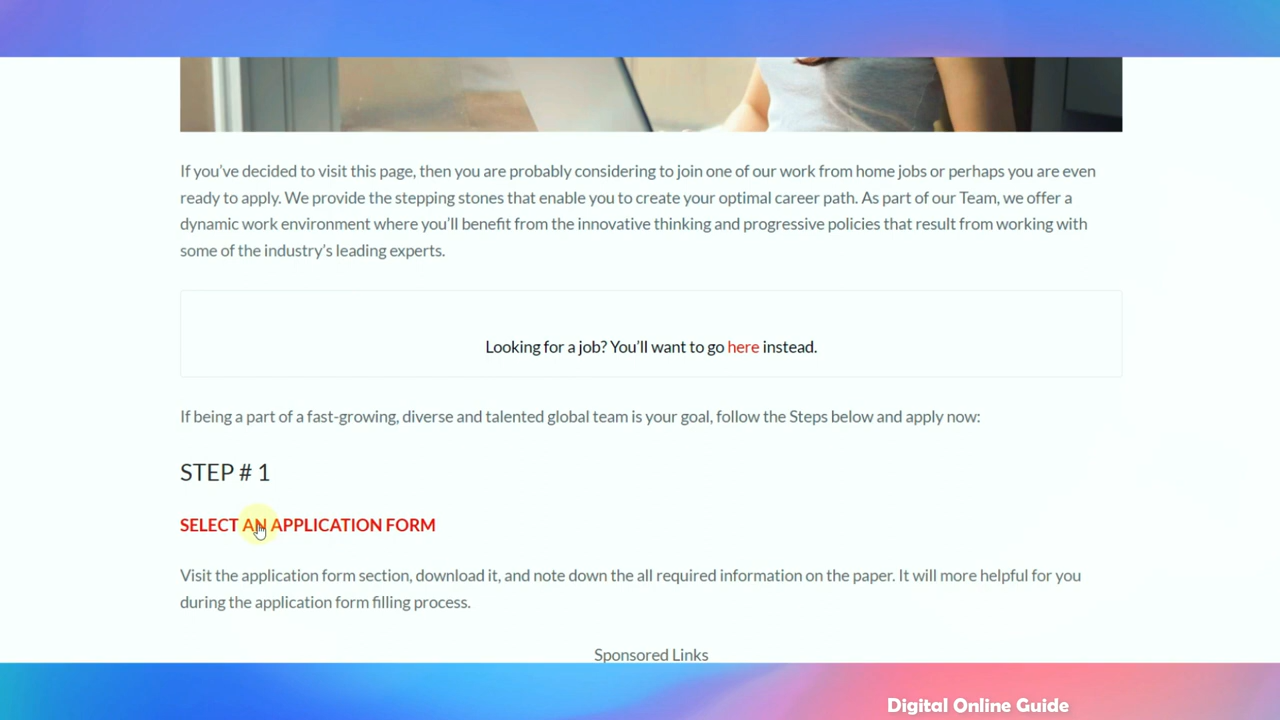 If you've decided to visit this page, then you are probably considering to join one of our work from home jobs or perhaps you are even
ready to apply. We provide the stepping stones that enable you to create your optimal career path. As part of our Team, we offer a
dynamic work environment where you'll benefit from the innovative thinking and progressive policies that result from working with
some of the industry's leading experts.
Looking for a job? You'll want to go here instead.
If being a part of a fast-growing, diverse and talented global team is your goal, follow the Steps below and apply now:
STEP # 1
SELECT AN APPLICATION FORM
Visit the application form section, download it, and note down the all required information on the paper. It will more helpful for you
during the application form filling process.
Sponsored Links
Digital Online Guide